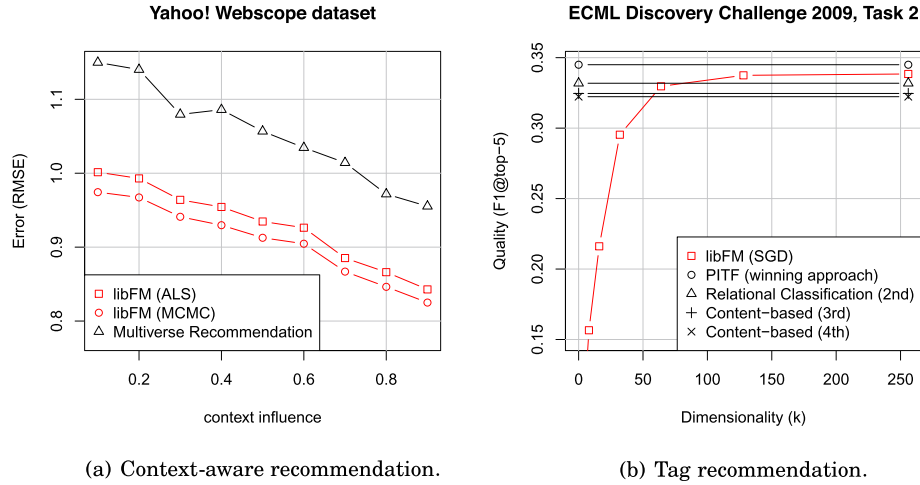 Yahoo! Webscope dataset
Error (RMSE)
1.1
1.0
0.9
0.8
libFM (ALS)
libFM (MCMC)
Multiverse Recommendation
0.2 0.4 0.6 0.8
context influence
(a) Context-aware recommendation.
ECML Discovery Challenge 2009, Task 2
Quality (F1@top-5)
0.35
0.30
0.25
0.20
0.15
libFM (SGD)
PITF (winning approach)
Relational Classification (2nd)
Content-based (3rd)
Content-based (4th)
0 50 100 150 200 250
Dimensionality (k)
(b) Tag recommendation.